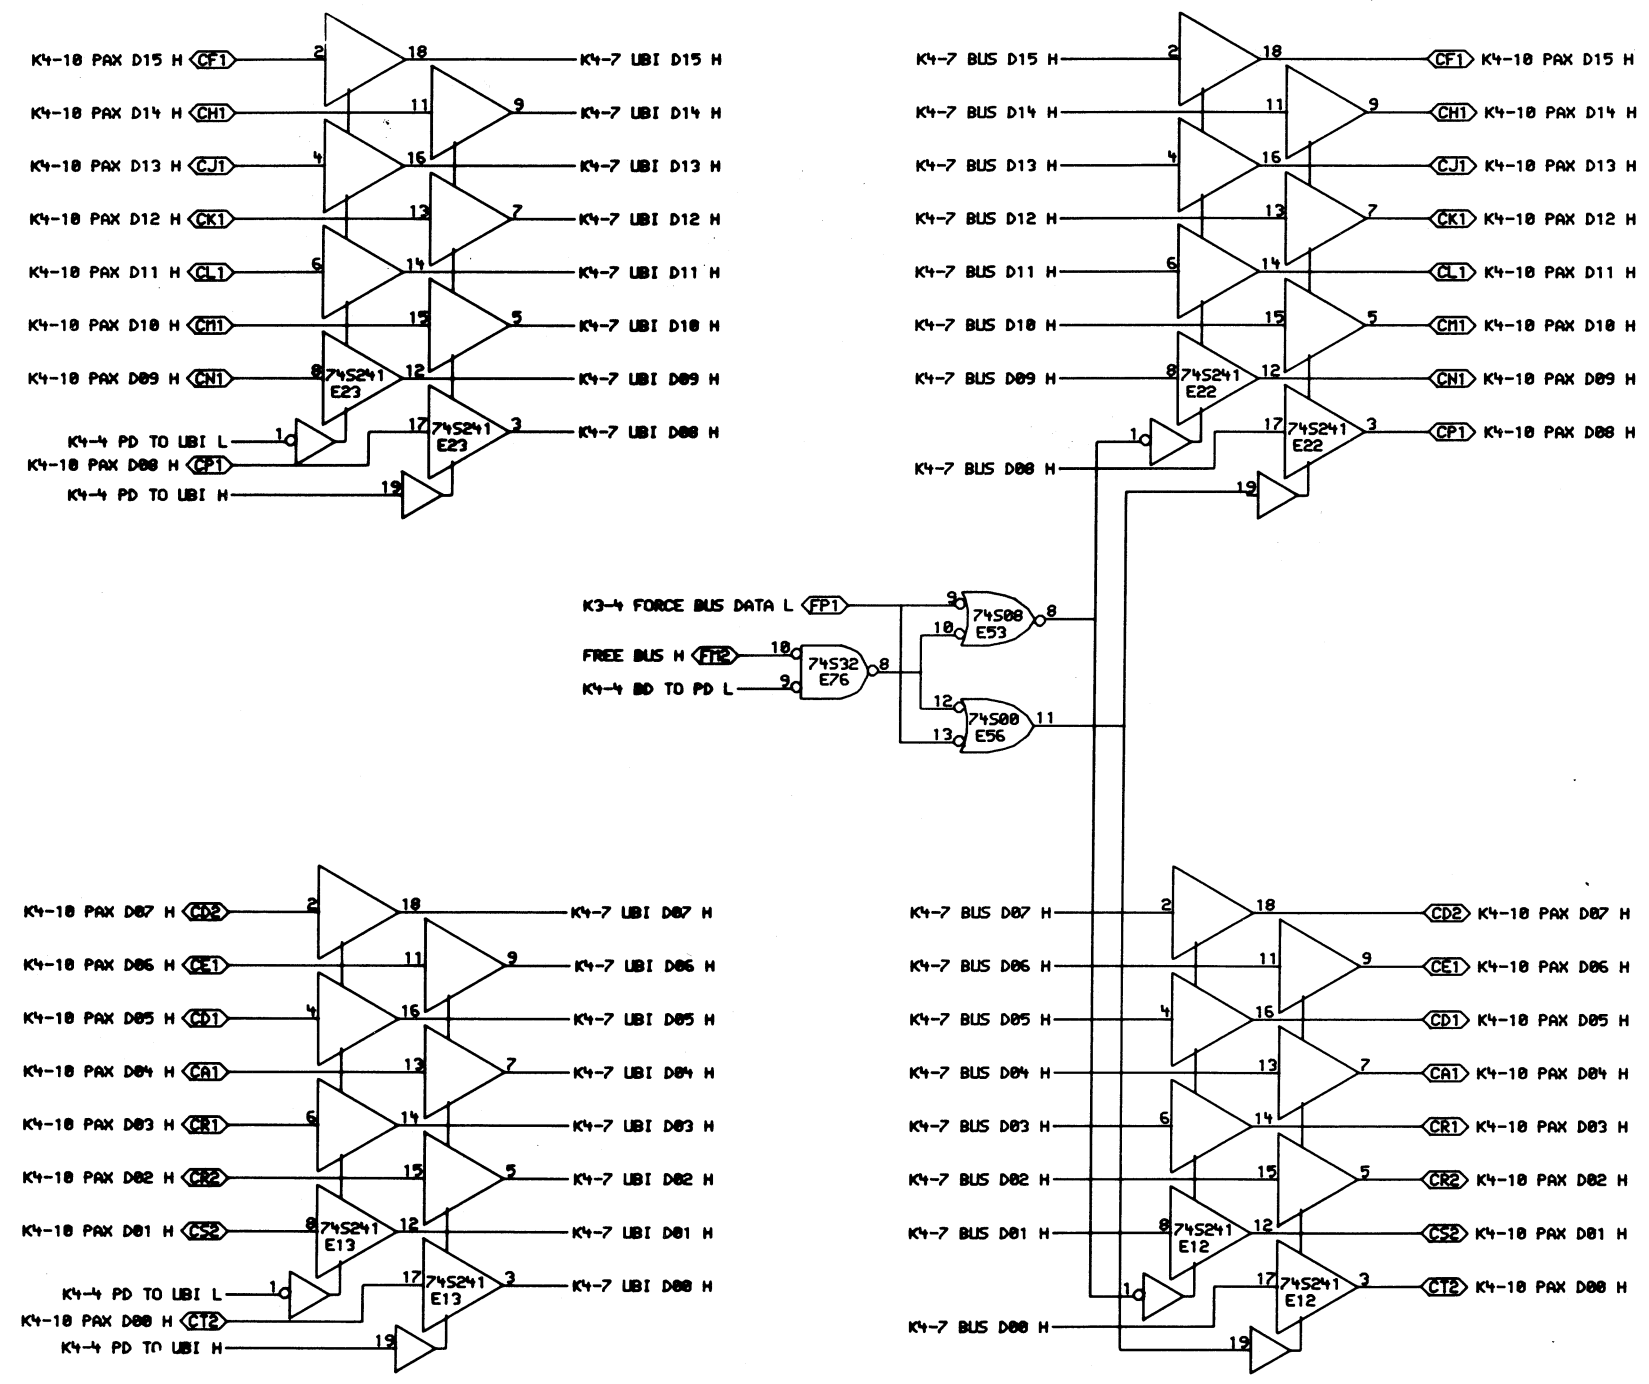 K4-10 PAX D15 H CF1 2 18 K4-7 UBI D15 H
K4-10 PAX D14 H CH1 11 9 K4-7 UBI D14 H
K4-10 PAX D13 H CJ1 4 16 K4-7 UBI D13 H
K4-10 PAX D12 H CK1 13 7 K4-7 UBI D12 H
K4-10 PAX D11 H CL1 6 14 K4-7 UBI D11 H
K4-10 PAX D10 H CM1 15 5 K4-7 UBI D10 H
K4-10 PAX D09 H CN1 8 74S241 12 K4-7 UBI D09 H
E23
K4-4 PD TO UBI L 1 17 74S241 3 K4-7 UBI D08 H
E23
K4-10 PAX D08 H CP1
K4-4 PD TO UBI H 19
K4-7 BUS D15 H 2 18 CF1 K4-10 PAX D15 H
K4-7 BUS D14 H 11 9 CH1 K4-10 PAX D14 H
K4-7 BUS D13 H 4 16 CJ1 K4-10 PAX D13 H
K4-7 BUS D12 H 13 7 CK1 K4-10 PAX D12 H
K4-7 BUS D11 H 6 14 CL1 K4-10 PAX D11 H
K4-7 BUS D10 H 15 5 CM1 K4-10 PAX D10 H
K4-7 BUS D09 H 8 74S241 12 CN1 K4-10 PAX D09 H
E22
1 17 74S241 3 CP1 K4-10 PAX D08 H
E22
K4-7 BUS D08 H
19
K3-4 FORCE BUS DATA L FP1 9 74S08 8
10 E53
FREE BUS H FM2 10 74S32 8
E76
K4-4 BD TO PD L 9
12 74S00 11
13 E56
K4-10 PAX D07 H CD2 2 18 K4-7 UBI D07 H
K4-10 PAX D06 H CE1 11 9 K4-7 UBI D06 H
K4-10 PAX D05 H CD1 4 16 K4-7 UBI D05 H
K4-10 PAX D04 H CA1 13 7 K4-7 UBI D04 H
K4-10 PAX D03 H CR1 6 14 K4-7 UBI D03 H
K4-10 PAX D02 H CR2 15 5 K4-7 UBI D02 H
K4-10 PAX D01 H CS2 8 74S241 12 K4-7 UBI D01 H
E13
K4-4 PD TO UBI L 1 17 74S241 3 K4-7 UBI D00 H
E13
K4-10 PAX D00 H CT2
K4-4 PD TO UBI H 19
K4-7 BUS D07 H 2 18 CD2 K4-10 PAX D07 H
K4-7 BUS D06 H 11 9 CE1 K4-10 PAX D06 H
K4-7 BUS D05 H 4 16 CD1 K4-10 PAX D05 H
K4-7 BUS D04 H 13 7 CA1 K4-10 PAX D04 H
K4-7 BUS D03 H 6 14 CR1 K4-10 PAX D03 H
K4-7 BUS D02 H 15 5 CR2 K4-10 PAX D02 H
K4-7 BUS D01 H 8 74S241 12 CS2 K4-10 PAX D01 H
E12
1 17 74S241 3 CT2 K4-10 PAX D00 H
E12
K4-7 BUS D00 H
19